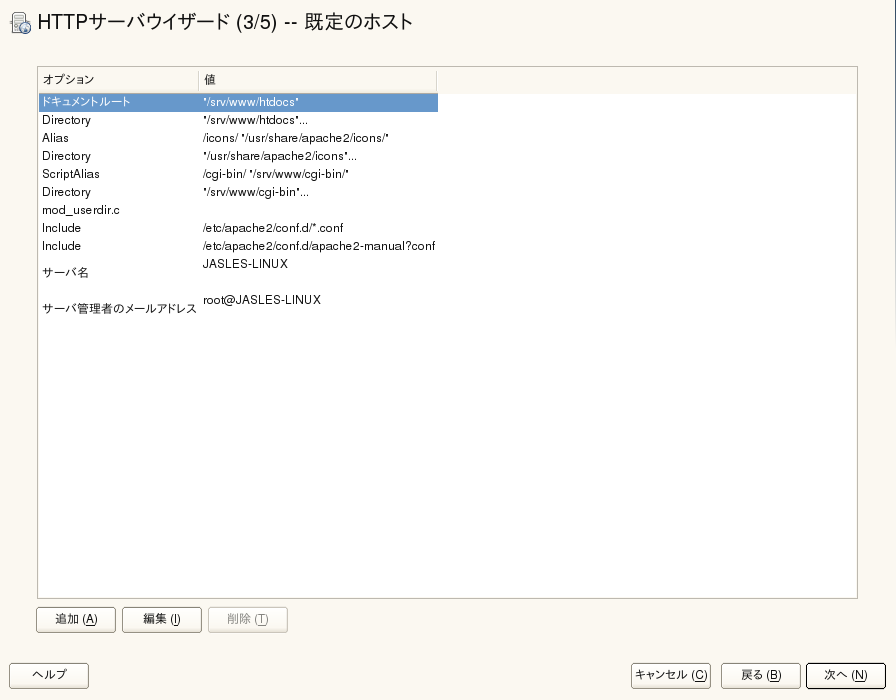 HTTPサーバウイザード (3/5) -- 既定のホスト
オプション 値
ドキュメントルート "/srv/www/htdocs"
Directory "/srv/www/htdocs"...
Alias /icons/ "/usr/share/apache2/icons/"
Directory "/usr/share/apache2/icons"...
ScriptAlias /cgi-bin/ "/srv/www/cgi-bin/"
Directory "/srv/www/cgi-bin"...
mod_userdir.c
Include /etc/apache2/conf.d/*.conf
Include /etc/apache2/conf.d/apache2-manual?conf
サーバ名 JASLES-LINUX
サーバ管理者のメールアドレス root@JASLES-LINUX
追加 (A) 編集 (I) 削除 (T)
ヘルプ キャンセル (C) 戻る (B) 次へ (N)